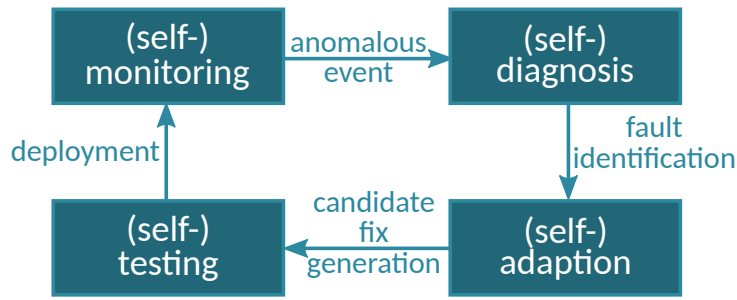 (self-)
monitoring
anomalous
event
(self-)
diagnosis
fault
identification
(self-)
adaption
candidate
fix
generation
(self-)
testing
deployment